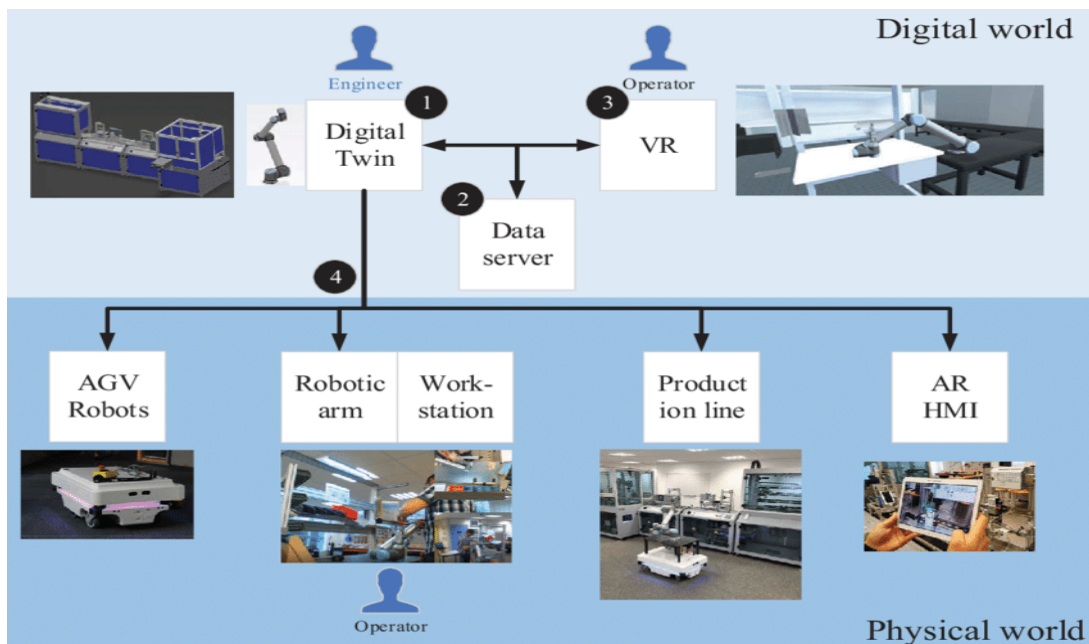 Digital world
Engineer
Operator
1
3
Digital
Twin
VR
2
Data
server
4
AGV
Robots
Robotic
arm
Work-
station
Product
ion line
AR
HMI
Operator
Physical world